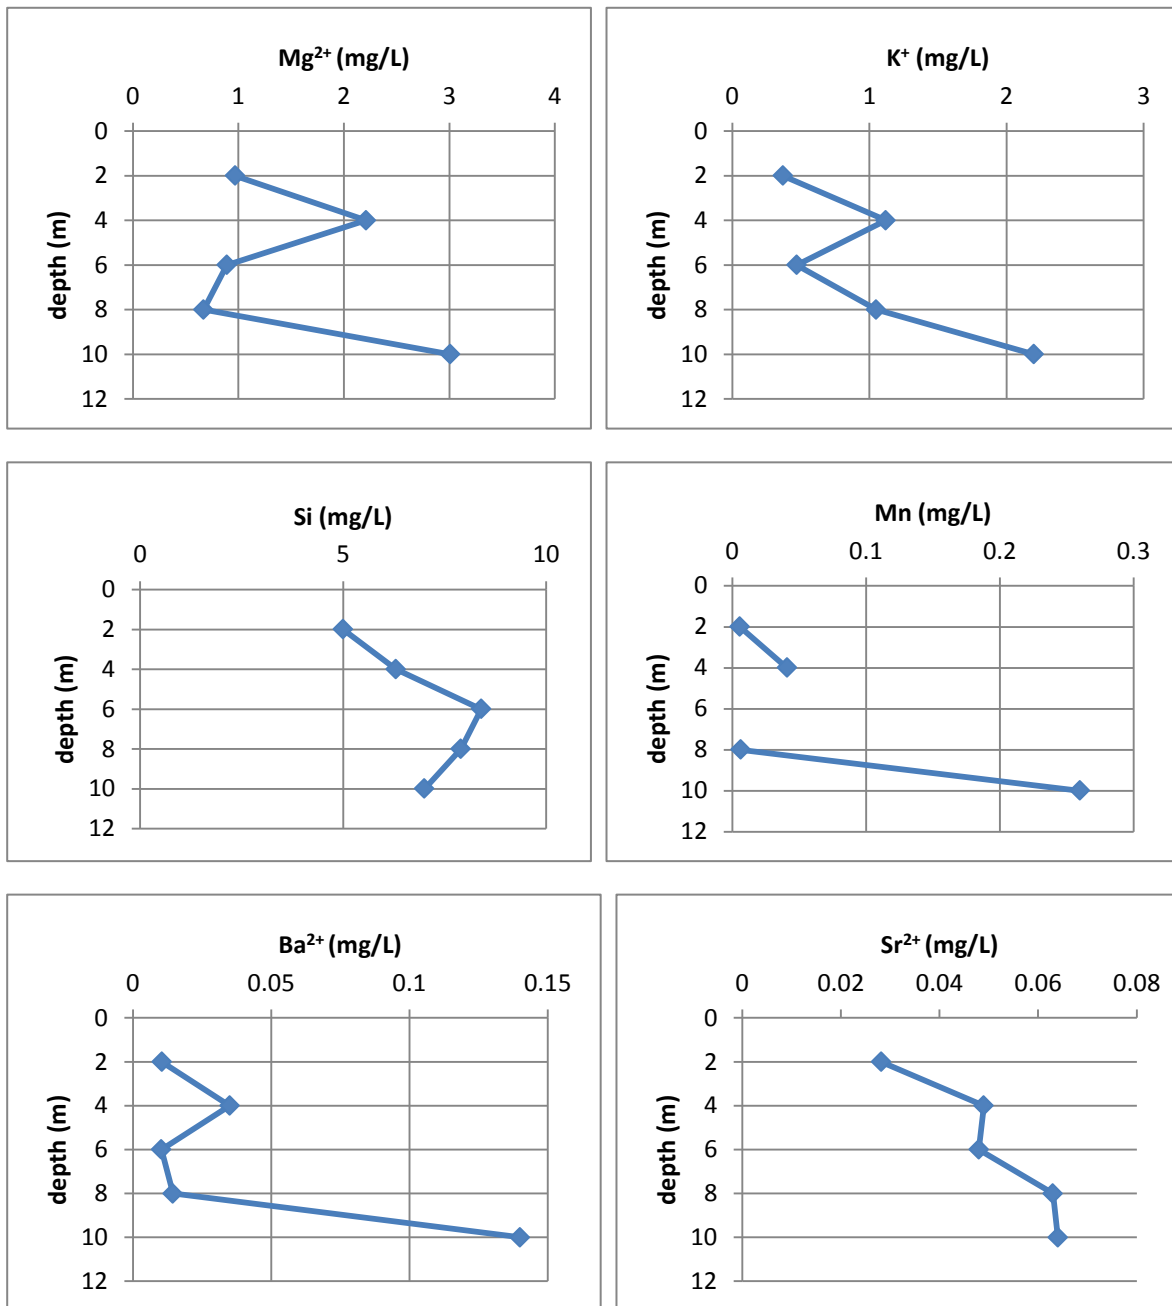 Mg²⁺ (mg/L)
0 1 2 3 4
0
2
4
6
8
10
12
depth (m)
K⁺ (mg/L)
0 1 2 3
0
2
4
6
8
10
12
depth (m)
Si (mg/L)
0 5 10
0
2
4
6
8
10
12
depth (m)
Mn (mg/L)
0 0.1 0.2 0.3
0
2
4
6
8
10
12
depth (m)
Ba²⁺ (mg/L)
0 0.05 0.1 0.15
0
2
4
6
8
10
12
depth (m)
Sr²⁺ (mg/L)
0 0.02 0.04 0.06 0.08
0
2
4
6
8
10
12
depth (m)